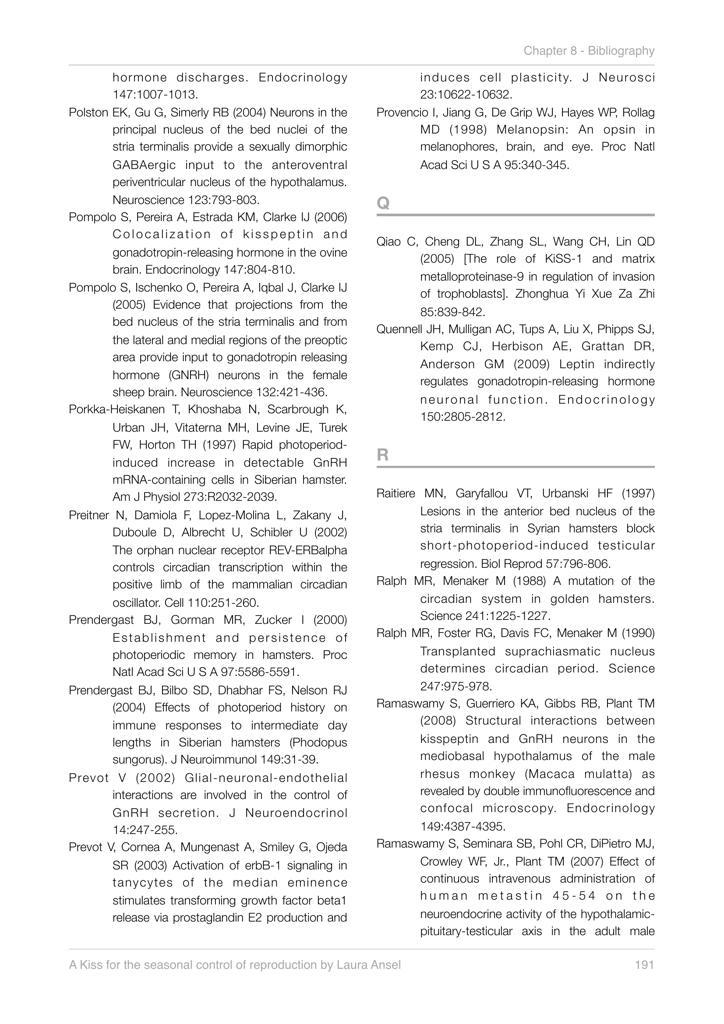 Chapter 8 - Bibliography
hormone discharges. Endocrinology
147:1007-1013.
Polston EK, Gu G, Simerly RB (2004) Neurons in the
principal nucleus of the bed nuclei of the
stria terminalis provide a sexually dimorphic
GABAergic input to the anteroventral
periventricular nucleus of the hypothalamus.
Neuroscience 123:793-803.
Pompolo S, Pereira A, Estrada KM, Clarke IJ (2006)
Colocalization of kisspeptin and
gonadotropin-releasing hormone in the ovine
brain. Endocrinology 147:804-810.
Pompolo S, Ischenko O, Pereira A, Iqbal J, Clarke IJ
(2005) Evidence that projections from the
bed nucleus of the stria terminalis and from
the lateral and medial regions of the preoptic
area provide input to gonadotropin releasing
hormone (GNRH) neurons in the female
sheep brain. Neuroscience 132:421-436.
Porkka-Heiskanen T, Khoshaba N, Scarbrough K,
Urban JH, Vitaterna MH, Levine JE, Turek
FW, Horton TH (1997) Rapid photoperiod-
induced increase in detectable GnRH
mRNA-containing cells in Siberian hamster.
Am J Physiol 273:R2032-2039.
Preitner N, Damiola F, Lopez-Molina L, Zakany J,
Duboule D, Albrecht U, Schibler U (2002)
The orphan nuclear receptor REV-ERBalpha
controls circadian transcription within the
positive limb of the mammalian circadian
oscillator. Cell 110:251-260.
Prendergast BJ, Gorman MR, Zucker I (2000)
Establishment and persistence of
photoperiodic memory in hamsters. Proc
Natl Acad Sci U S A 97:5586-5591.
Prendergast BJ, Bilbo SD, Dhabhar FS, Nelson RJ
(2004) Effects of photoperiod history on
immune responses to intermediate day
lengths in Siberian hamsters (Phodopus
sungorus). J Neuroimmunol 149:31-39.
Prevot V (2002) Glial-neuronal-endothelial
interactions are involved in the control of
GnRH secretion. J Neuroendocrinol
14:247-255.
Prevot V, Cornea A, Mungenast A, Smiley G, Ojeda
SR (2003) Activation of erbB-1 signaling in
tanycytes of the median eminence
stimulates transforming growth factor beta1
release via prostaglandin E2 production and
induces cell plasticity. J Neurosci
23:10622-10632.
Provencio I, Jiang G, De Grip WJ, Hayes WP, Rollag
MD (1998) Melanopsin: An opsin in
melanophores, brain, and eye. Proc Natl
Acad Sci U S A 95:340-345.
Q
Qiao C, Cheng DL, Zhang SL, Wang CH, Lin QD
(2005) [The role of KiSS-1 and matrix
metalloproteinase-9 in regulation of invasion
of trophoblasts]. Zhonghua Yi Xue Za Zhi
85:839-842.
Quennell JH, Mulligan AC, Tups A, Liu X, Phipps SJ,
Kemp CJ, Herbison AE, Grattan DR,
Anderson GM (2009) Leptin indirectly
regulates gonadotropin-releasing hormone
neuronal function. Endocrinology
150:2805-2812.
R
Raitiere MN, Garyfallou VT, Urbanski HF (1997)
Lesions in the anterior bed nucleus of the
stria terminalis in Syrian hamsters block
short-photoperiod-induced testicular
regression. Biol Reprod 57:796-806.
Ralph MR, Menaker M (1988) A mutation of the
circadian system in golden hamsters.
Science 241:1225-1227.
Ralph MR, Foster RG, Davis FC, Menaker M (1990)
Transplanted suprachiasmatic nucleus
determines circadian period. Science
247:975-978.
Ramaswamy S, Guerriero KA, Gibbs RB, Plant TM
(2008) Structural interactions between
kisspeptin and GnRH neurons in the
mediobasal hypothalamus of the male
rhesus monkey (Macaca mulatta) as
revealed by double immunofluorescence and
confocal microscopy. Endocrinology
149:4387-4395.
Ramaswamy S, Seminara SB, Pohl CR, DiPietro MJ,
Crowley WF, Jr., Plant TM (2007) Effect of
continuous intravenous administration of
human metastin 45-54 on the
neuroendocrine activity of the hypothalamic-
pituitary-testicular axis in the adult male
A Kiss for the seasonal control of reproduction by Laura Ansel
191